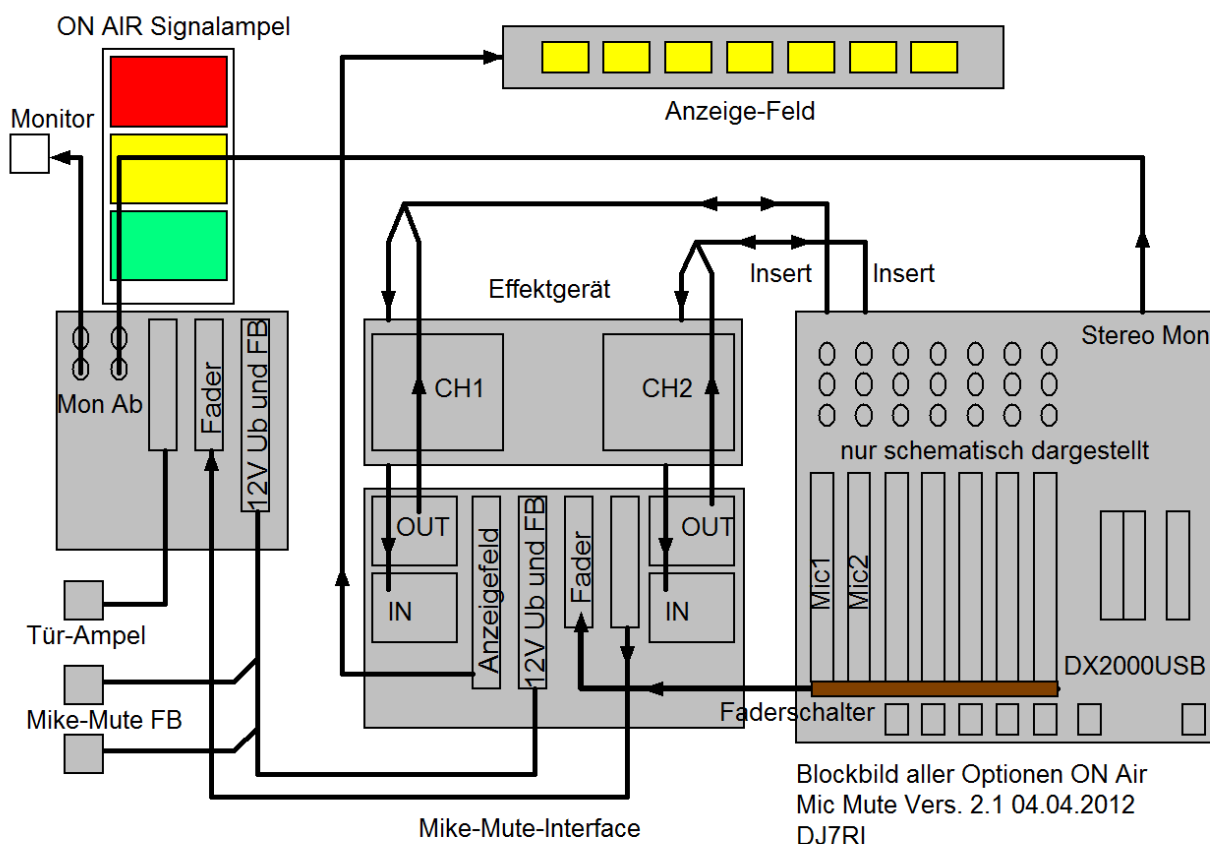 ON AIR Signalampel
Monitor
Anzeige-Feld
Insert
Insert
Effektgerät
Stereo Mon
Mon Ab
Fader
12V Ub und FB
CH1
CH2
nur schematisch dargestellt
OUT
Anzeigefeld
12V Ub und FB
Fader
OUT
IN
IN
Mic1
Mic2
Tür-Ampel
DX2000USB
Mike-Mute FB
Faderschalter
Mike-Mute-Interface
Blockbild aller Optionen ON Air
Mic Mute Vers. 2.1 04.04.2012
DJ7RI